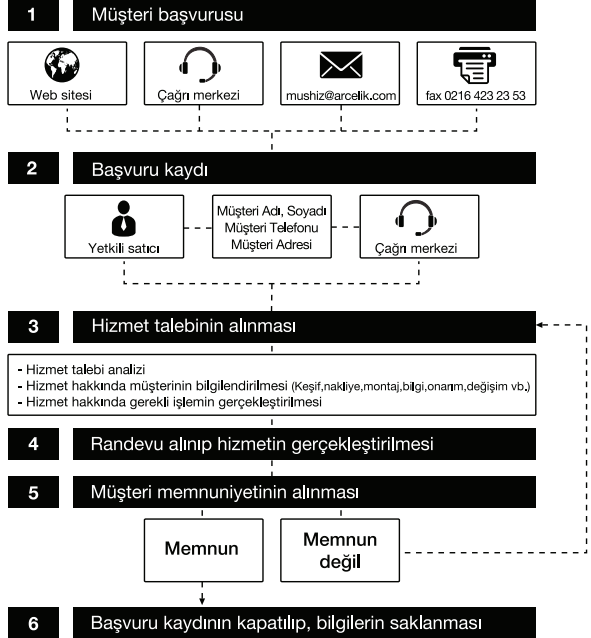 1 Müşteri başvurusu
Web sitesi
Çağrı merkezi
mushiz@arcelik.com
fax 0216 423 23 53
2 Başvuru kaydı
Yetkili satıcı
Müşteri Adı, Soyadı
Müşteri Telefonu
Müşteri Adresi
Çağrı merkezi
3 Hizmet talebinin alınması
- Hizmet talebi analizi
- Hizmet hakkında müşterinin bilgilendirilmesi (Keşif,nakliye,montaj,bilgi,onarım,değişim vb.)
- Hizmet hakkında gerekli işlemin gerçekleştirilmesi
4 Randevu alınıp hizmetin gerçekleştirilmesi
5 Müşteri memnuniyetinin alınması
Memnun
Memnun
değil
6 Başvuru kaydının kapatılıp, bilgilerin saklanması